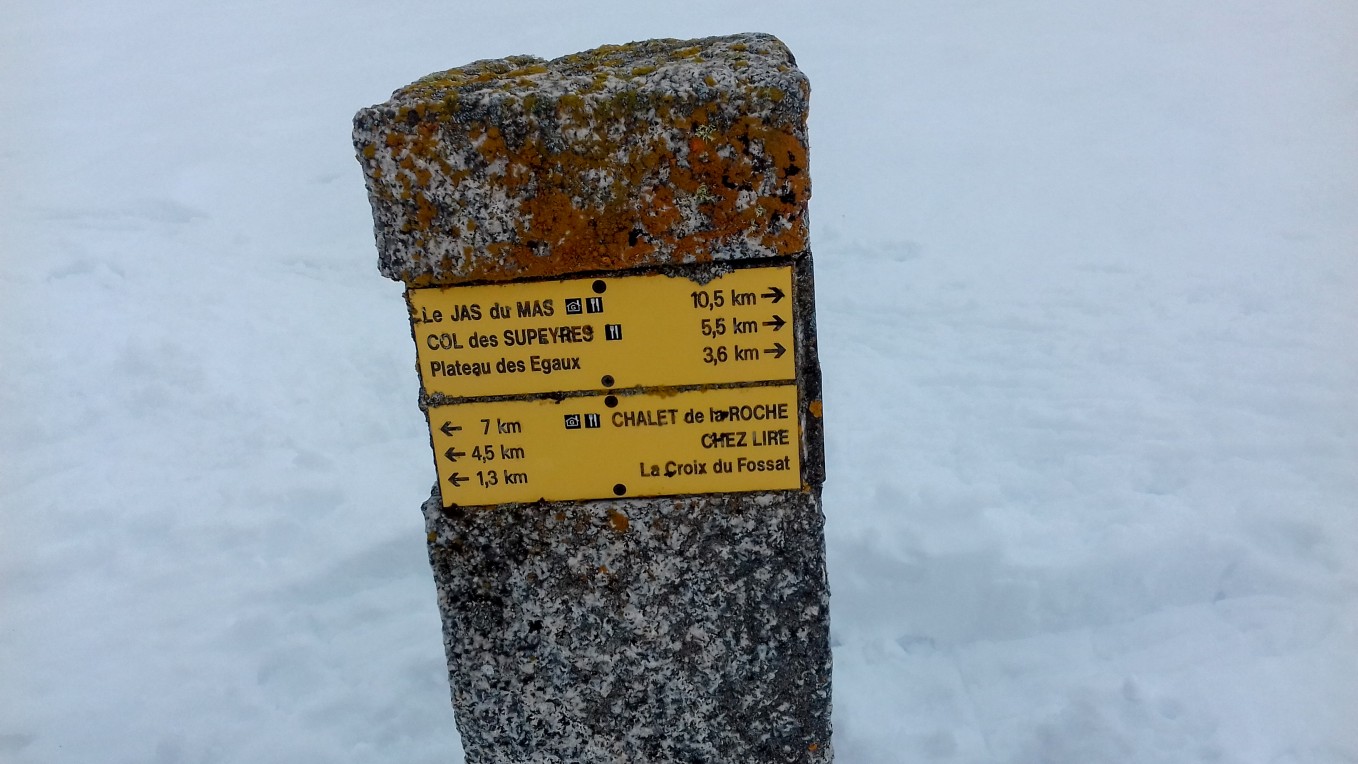 Le JAS du MAS 10,5 km →
COL des SUPEYRES 5,5 km →
Plateau des Egaux 3,6 km →
← 7 km CHALET de la ROCHE
← 4,5 km CHEZ LIRE
← 1,3 km La Croix du Fossat